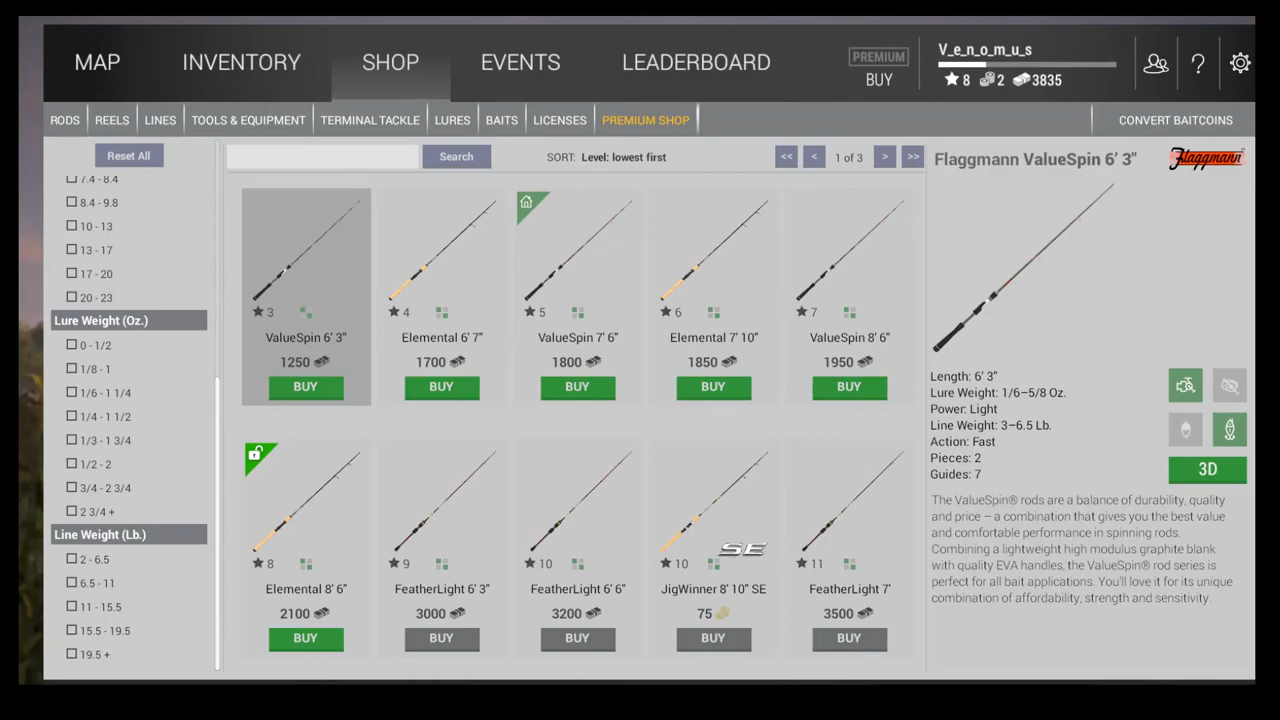 MAP
INVENTORY
SHOP
EVENTS
LEADERBOARD
PREMIUM
BUY
V_e_n_o_m_u_s
8 2 3835
?
RODS
REELS
LINES
TOOLS & EQUIPMENT
TERMINAL TACKLE
LURES
BAITS
LICENSES
PREMIUM SHOP
CONVERT BAITCOINS
Reset All
7.4 - 8.4
8.4 - 9.8
10 - 13
13 - 17
17 - 20
20 - 23
Lure Weight (Oz.)
0 - 1/2
1/8 - 1
1/6 - 1 1/4
1/4 - 1 1/2
1/3 - 1 3/4
1/2 - 2
3/4 - 2 3/4
2 3/4 +
Line Weight (Lb.)
2 - 6.5
6.5 - 11
11 - 15.5
15.5 - 19.5
19.5 +
Search
SORT: Level: lowest first
<< < 1 of 3 > >>
3
ValueSpin 6' 3"
1250
BUY
4
Elemental 6' 7"
1700
BUY
5
ValueSpin 7' 6"
1800
BUY
6
Elemental 7' 10"
1850
BUY
7
ValueSpin 8' 6"
1950
BUY
8
Elemental 8' 6"
2100
BUY
9
FeatherLight 6' 3"
3000
BUY
10
FeatherLight 6' 6"
3200
BUY
10
SE
JigWinner 8' 10" SE
75
BUY
11
FeatherLight 7'
3500
BUY
Flaggmann ValueSpin 6' 3"
Flaggmann
Length: 6' 3"
Lure Weight: 1/6–5/8 Oz.
Power: Light
Line Weight: 3–6.5 Lb.
Action: Fast
Pieces: 2
Guides: 7
3D
The ValueSpin® rods are a balance of durability, quality
and price – a combination that gives you the best value
and comfortable performance in spinning rods.
Combining a lightweight high modulus graphite blank
with quality EVA handles, the ValueSpin® rod series is
perfect for all bait applications. You'll love it for its unique
combination of affordability, strength and sensitivity.